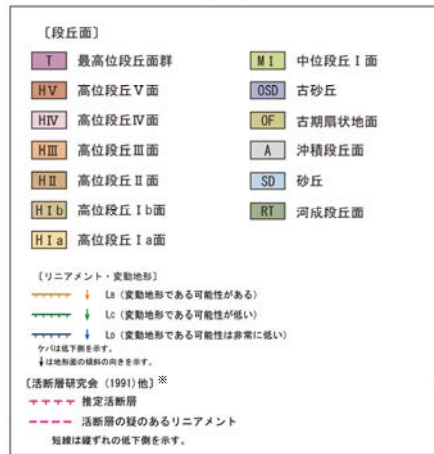 〔段丘面〕
T 最高位段丘面群
HⅤ 高位段丘Ⅴ面
HⅣ 高位段丘Ⅳ面
HⅢ 高位段丘Ⅲ面
HⅡ 高位段丘Ⅱ面
HⅠb 高位段丘Ⅰb面
HⅠa 高位段丘Ⅰa面
MⅠ 中位段丘Ⅰ面
OSD 古砂丘
OF 古期扇状地面
A 沖積段丘面
SD 砂丘
RT 河成段丘面
〔リニアメント・変動地形〕
LB（変動地形である可能性がある）
LC（変動地形である可能性が低い）
LD（変動地形である可能性は非常に低い）
ケバは低下側を示す。
↓は地形面の傾斜の向きを示す。
〔活断層研究会（1991）他〕※
推定活断層
活断層の疑のあるリニアメント
短線は縦ずれの低下側を示す。